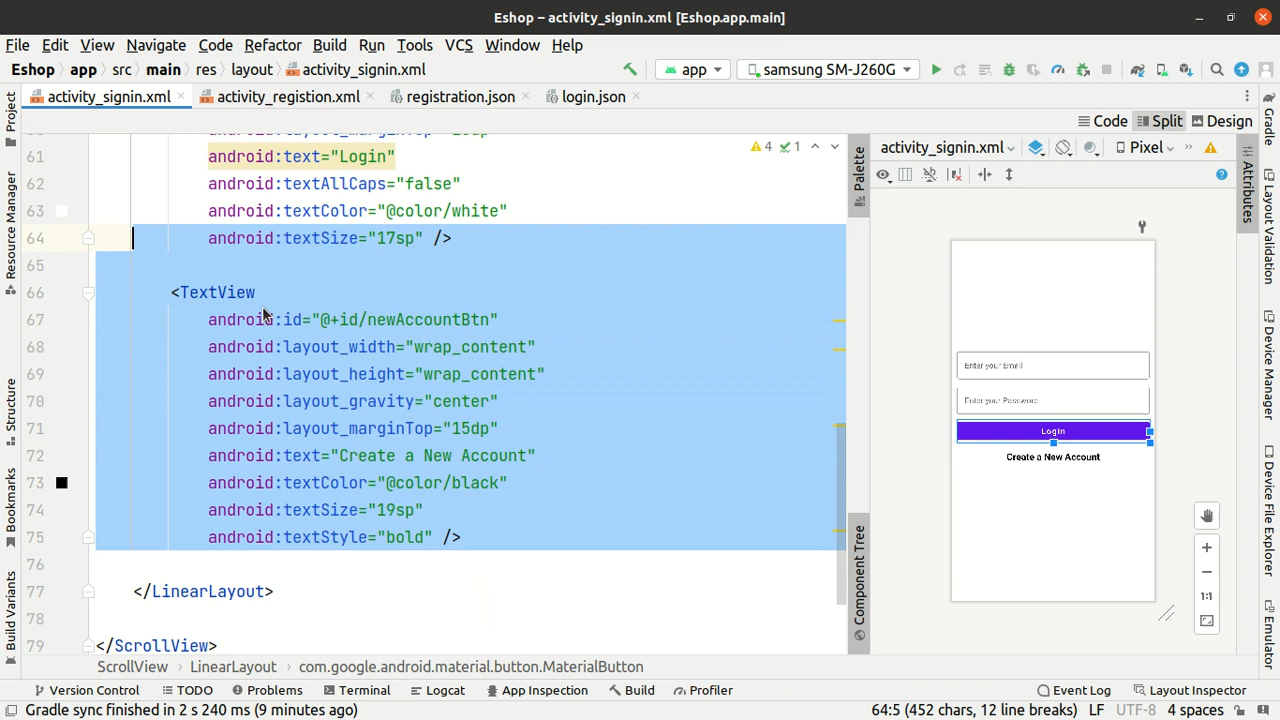 Eshop – activity_signin.xml [Eshop.app.main]
File Edit View Navigate Code Refactor Build Run Tools VCS Window Help
Eshop app src main res layout activity_signin.xml app samsung SM-J260G
activity_signin.xml activity_registion.xml registration.json login.json
Code Split Design
61 android:text="Login" 4 1
62 android:textAllCaps="false"
63 android:textColor="@color/white"
64 android:textSize="17sp" />
65
66 <TextView
67 android:id="@+id/newAccountBtn"
68 android:layout_width="wrap_content"
69 android:layout_height="wrap_content"
70 android:layout_gravity="center"
71 android:layout_marginTop="15dp"
72 android:text="Create a New Account"
73 android:textColor="@color/black"
74 android:textSize="19sp"
75 android:textStyle="bold" />
76
77 </LinearLayout>
78
79 </ScrollView>
ScrollView LinearLayout com.google.android.material.button.MaterialButton
Project
Resource Manager
Structure
Bookmarks
Build Variants
Palette
Component Tree
activity_signin.xml Pixel
Enter your Email
Enter your Password
Login
Create a New Account
1:1
Attributes
Gradle
Layout Validation
Device Manager
Device File Explorer
Emulator
Version Control TODO Problems Terminal Logcat App Inspection Build Profiler Event Log Layout Inspector
Gradle sync finished in 2 s 240 ms (9 minutes ago) 64:5 (452 chars, 12 line breaks) LF UTF-8 4 spaces